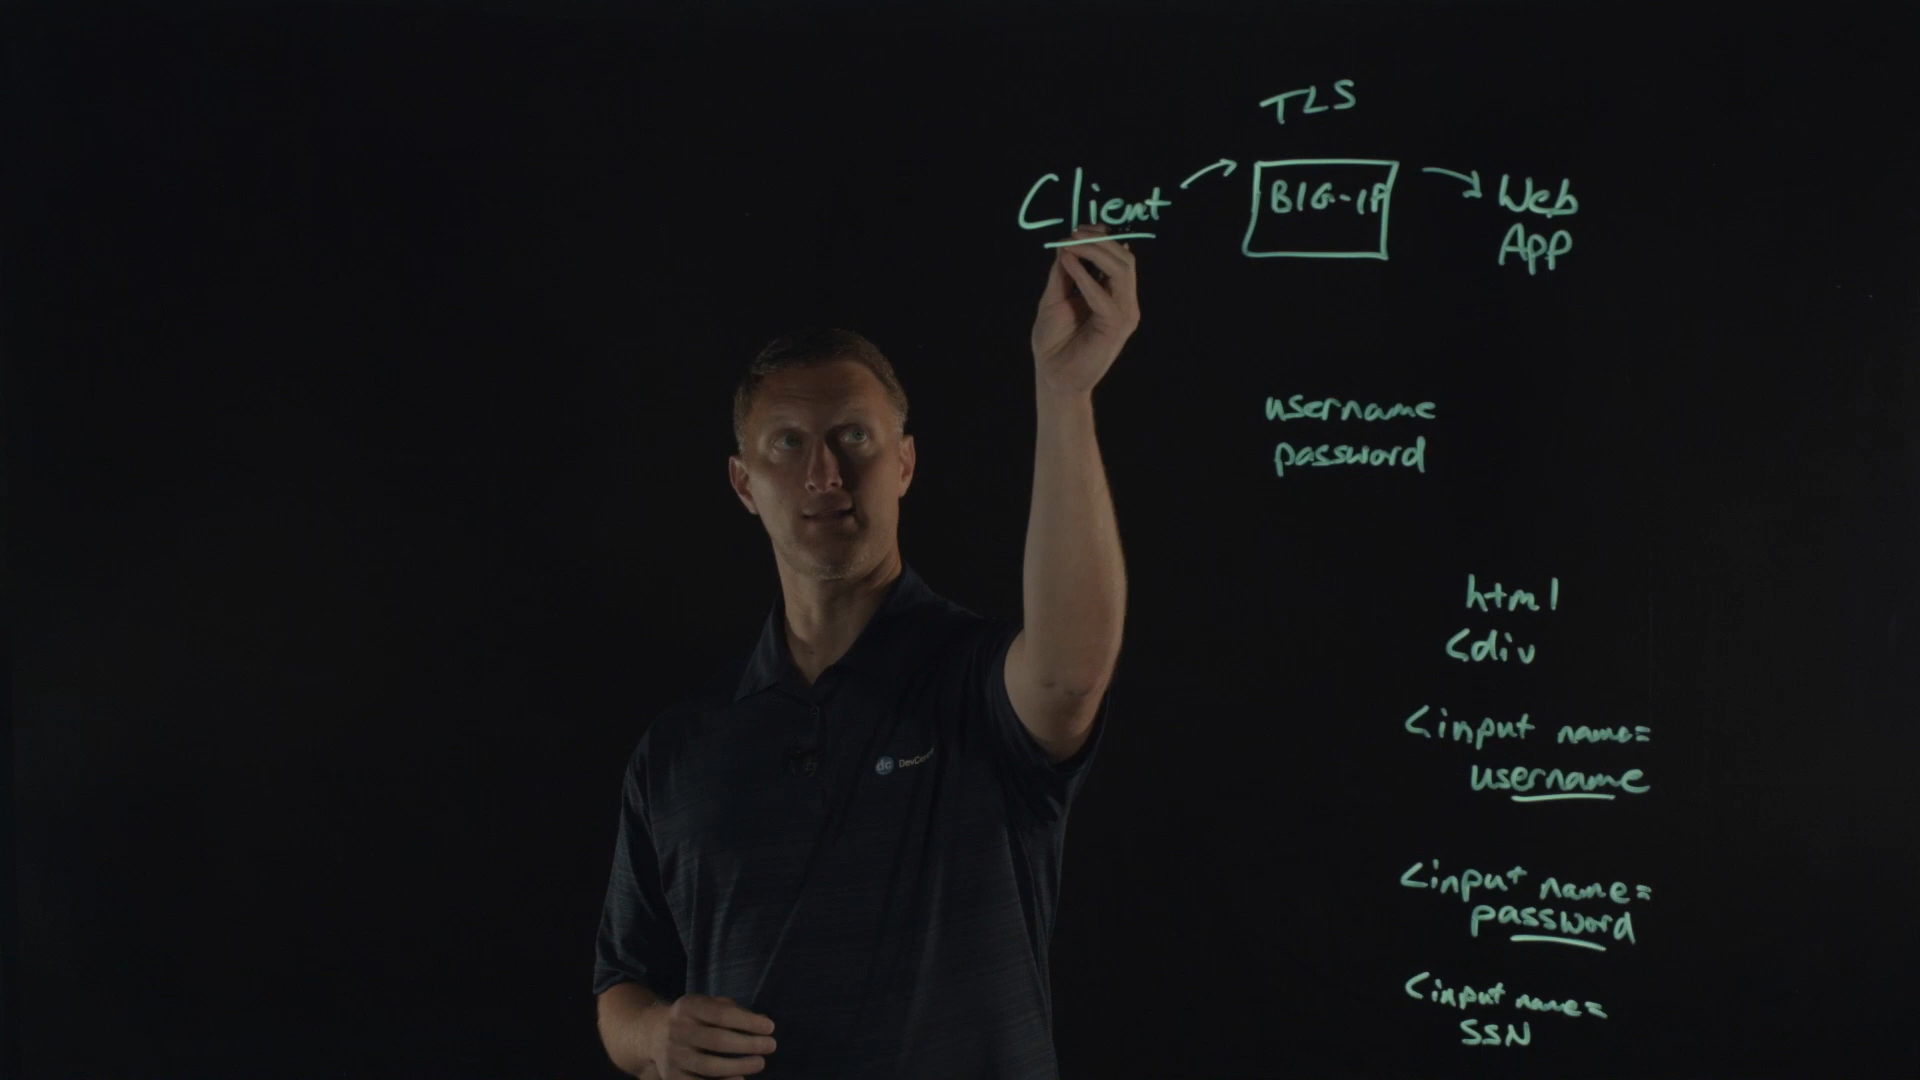 TLS
Client
BIG-IP
Web
App
username
password
html
<div
<input name=
username
<input name=
password
<input name=
SSN
dc